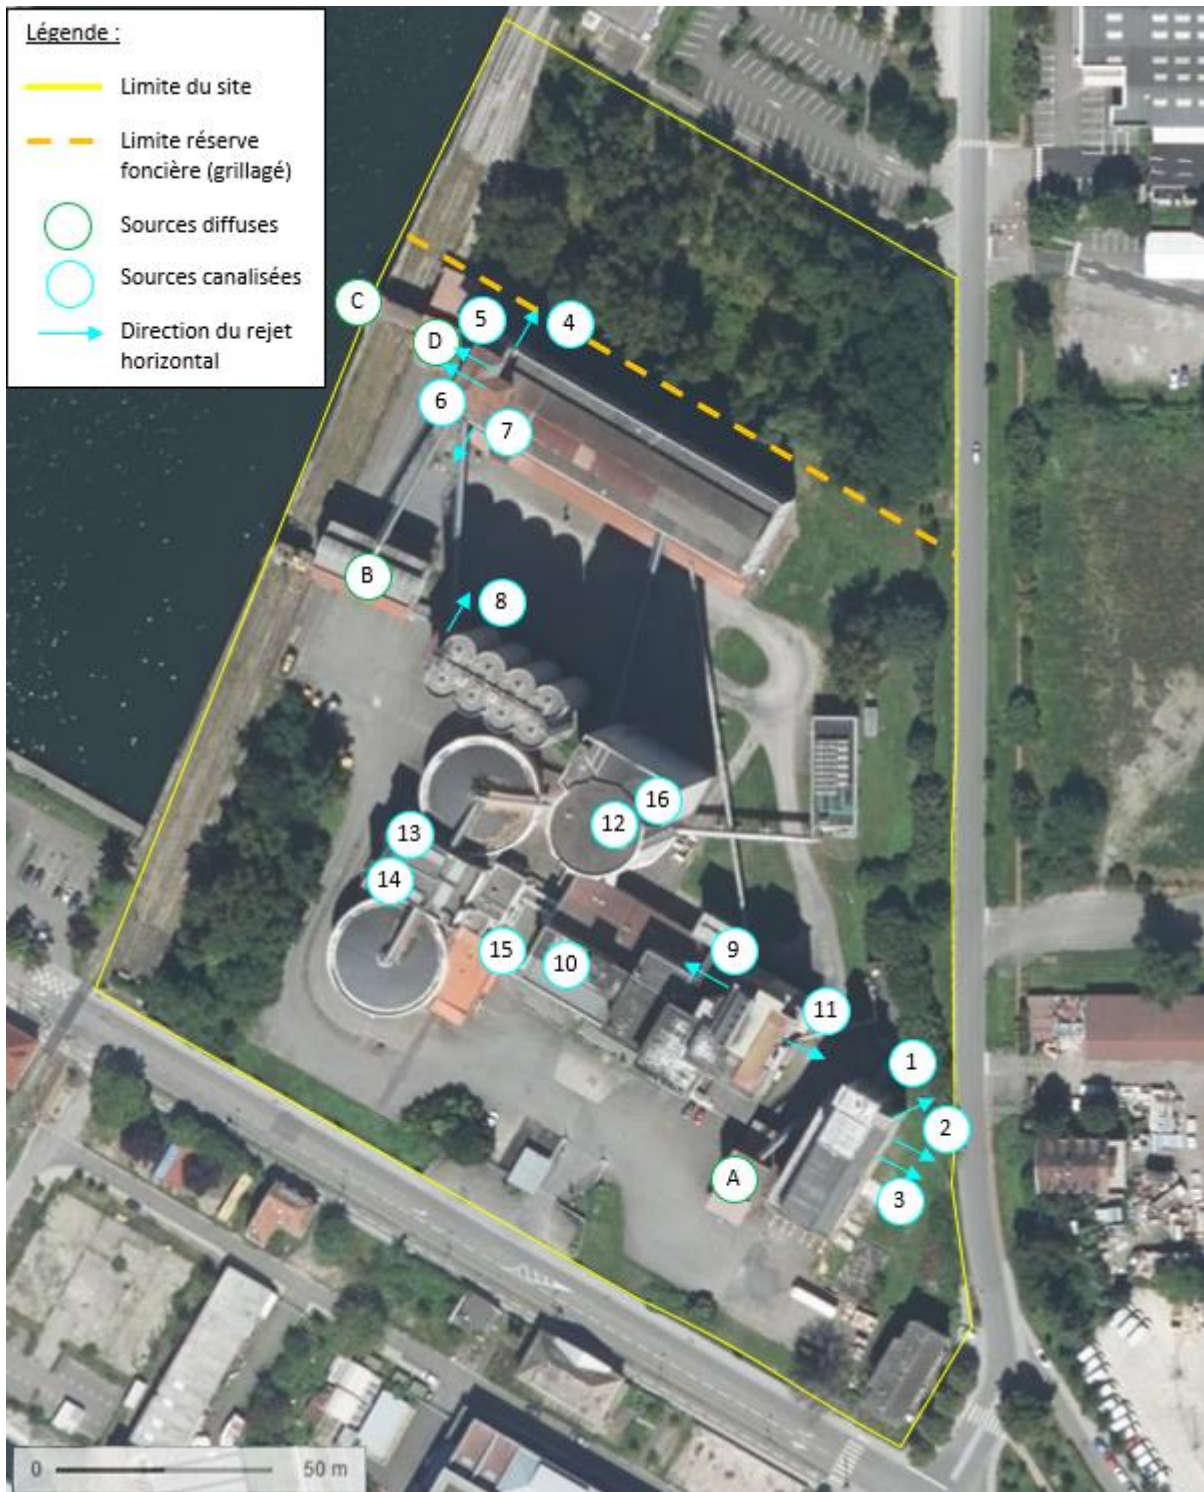 Légende :
Limite du site
Limite réserve
foncière (grillagé)
Sources diffuses
Sources canalisées
Direction du rejet
horizontal
C
5
4
D
6
7
B
8
16
12
13
14
15
10
9
11
1
2
A
3
0
50 m